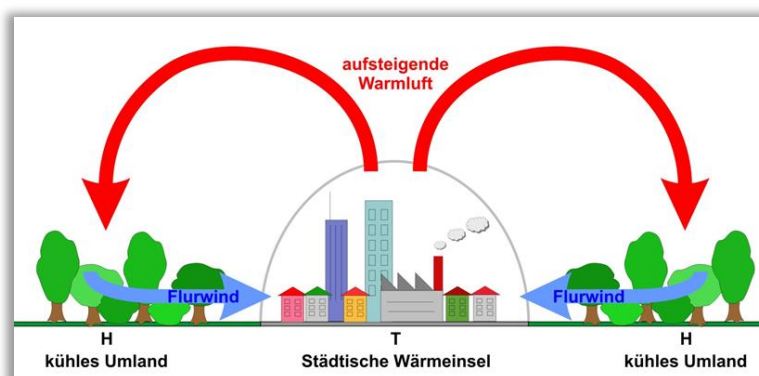 aufsteigende
Warmluft
Flurwind
Flurwind
H
T
H
kühles Umland
Städtische Wärmeinsel
kühles Umland